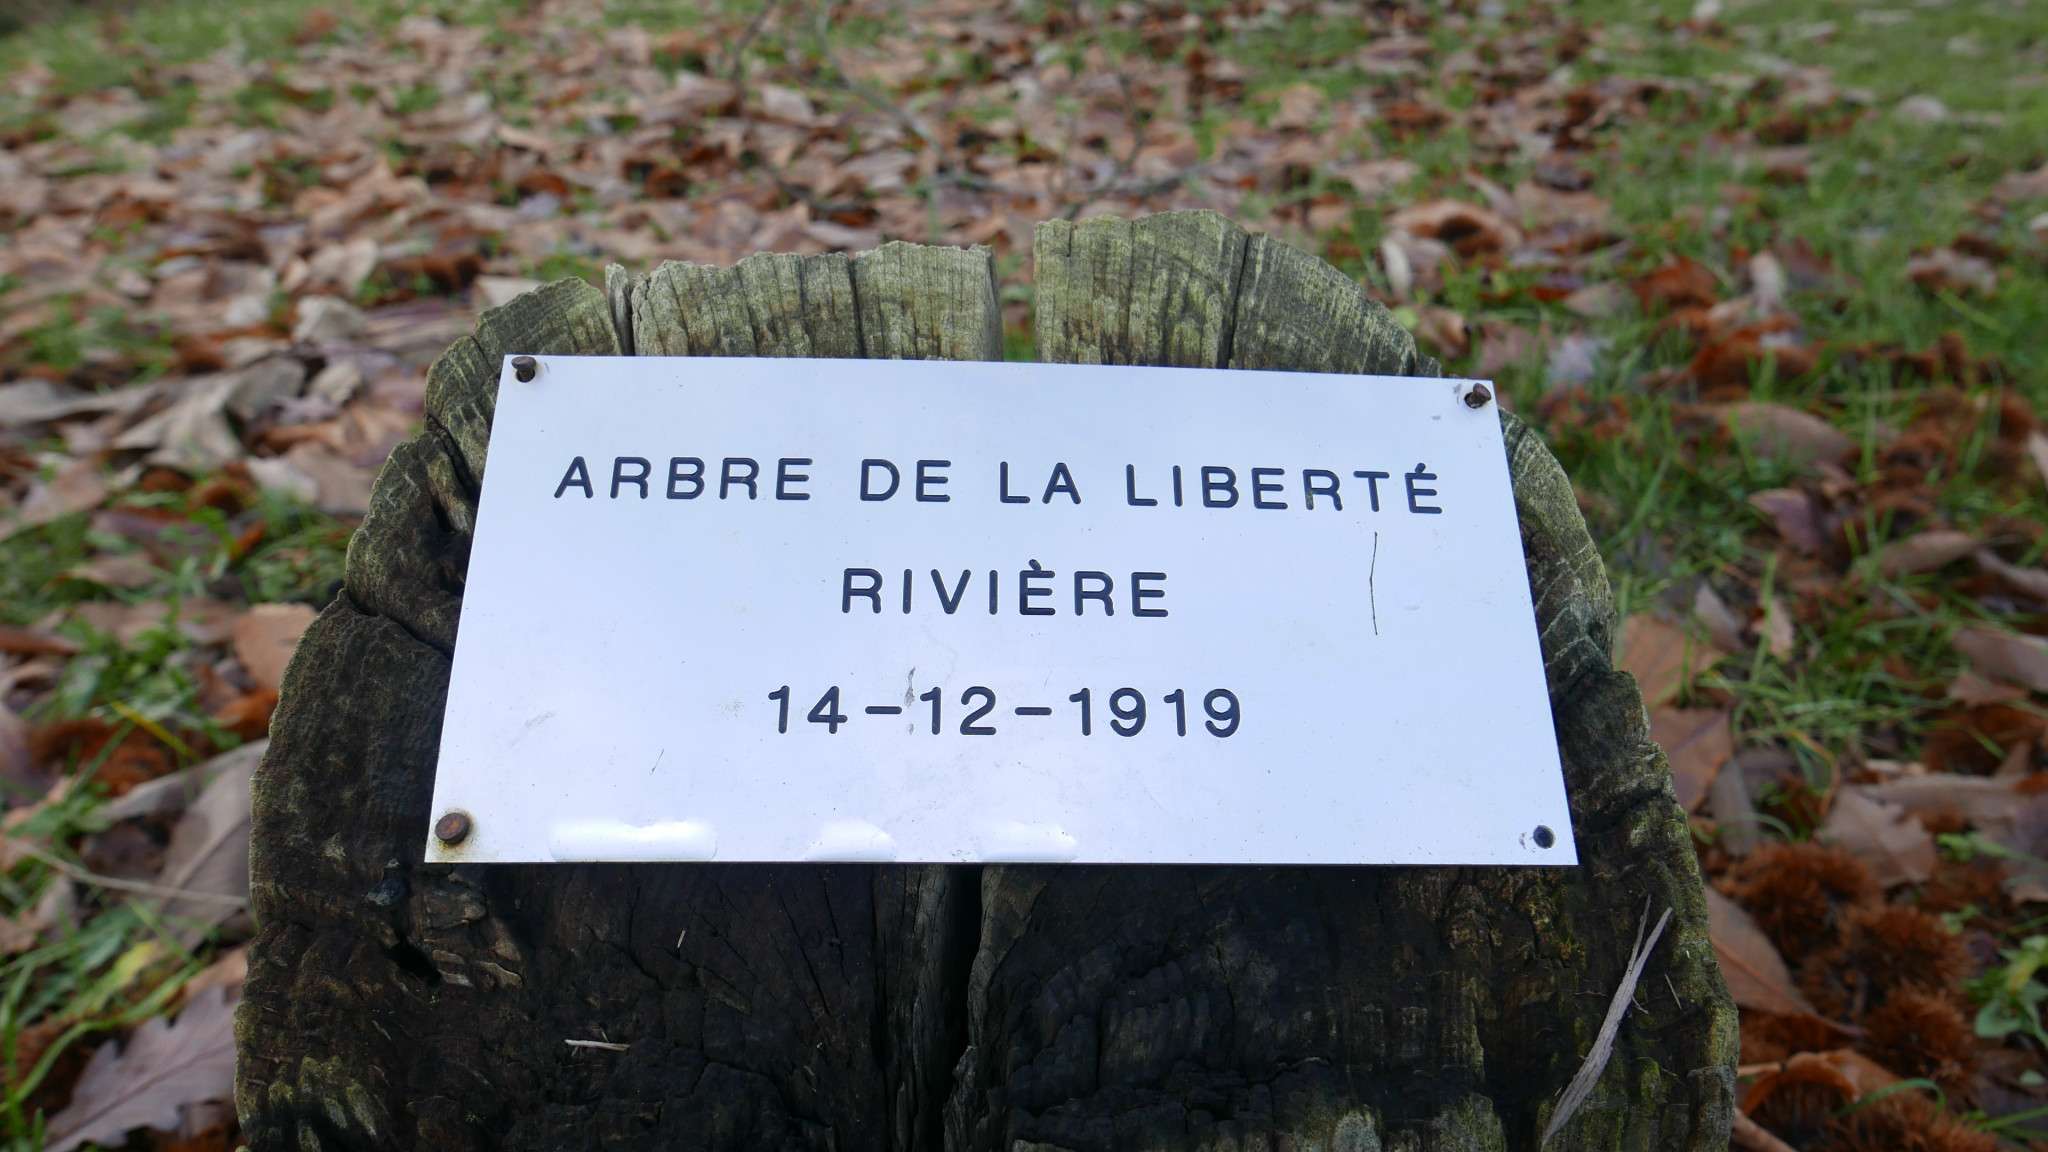 ARBRE DE LA LIBERTÉ
RIVIÈRE
14-12-1919